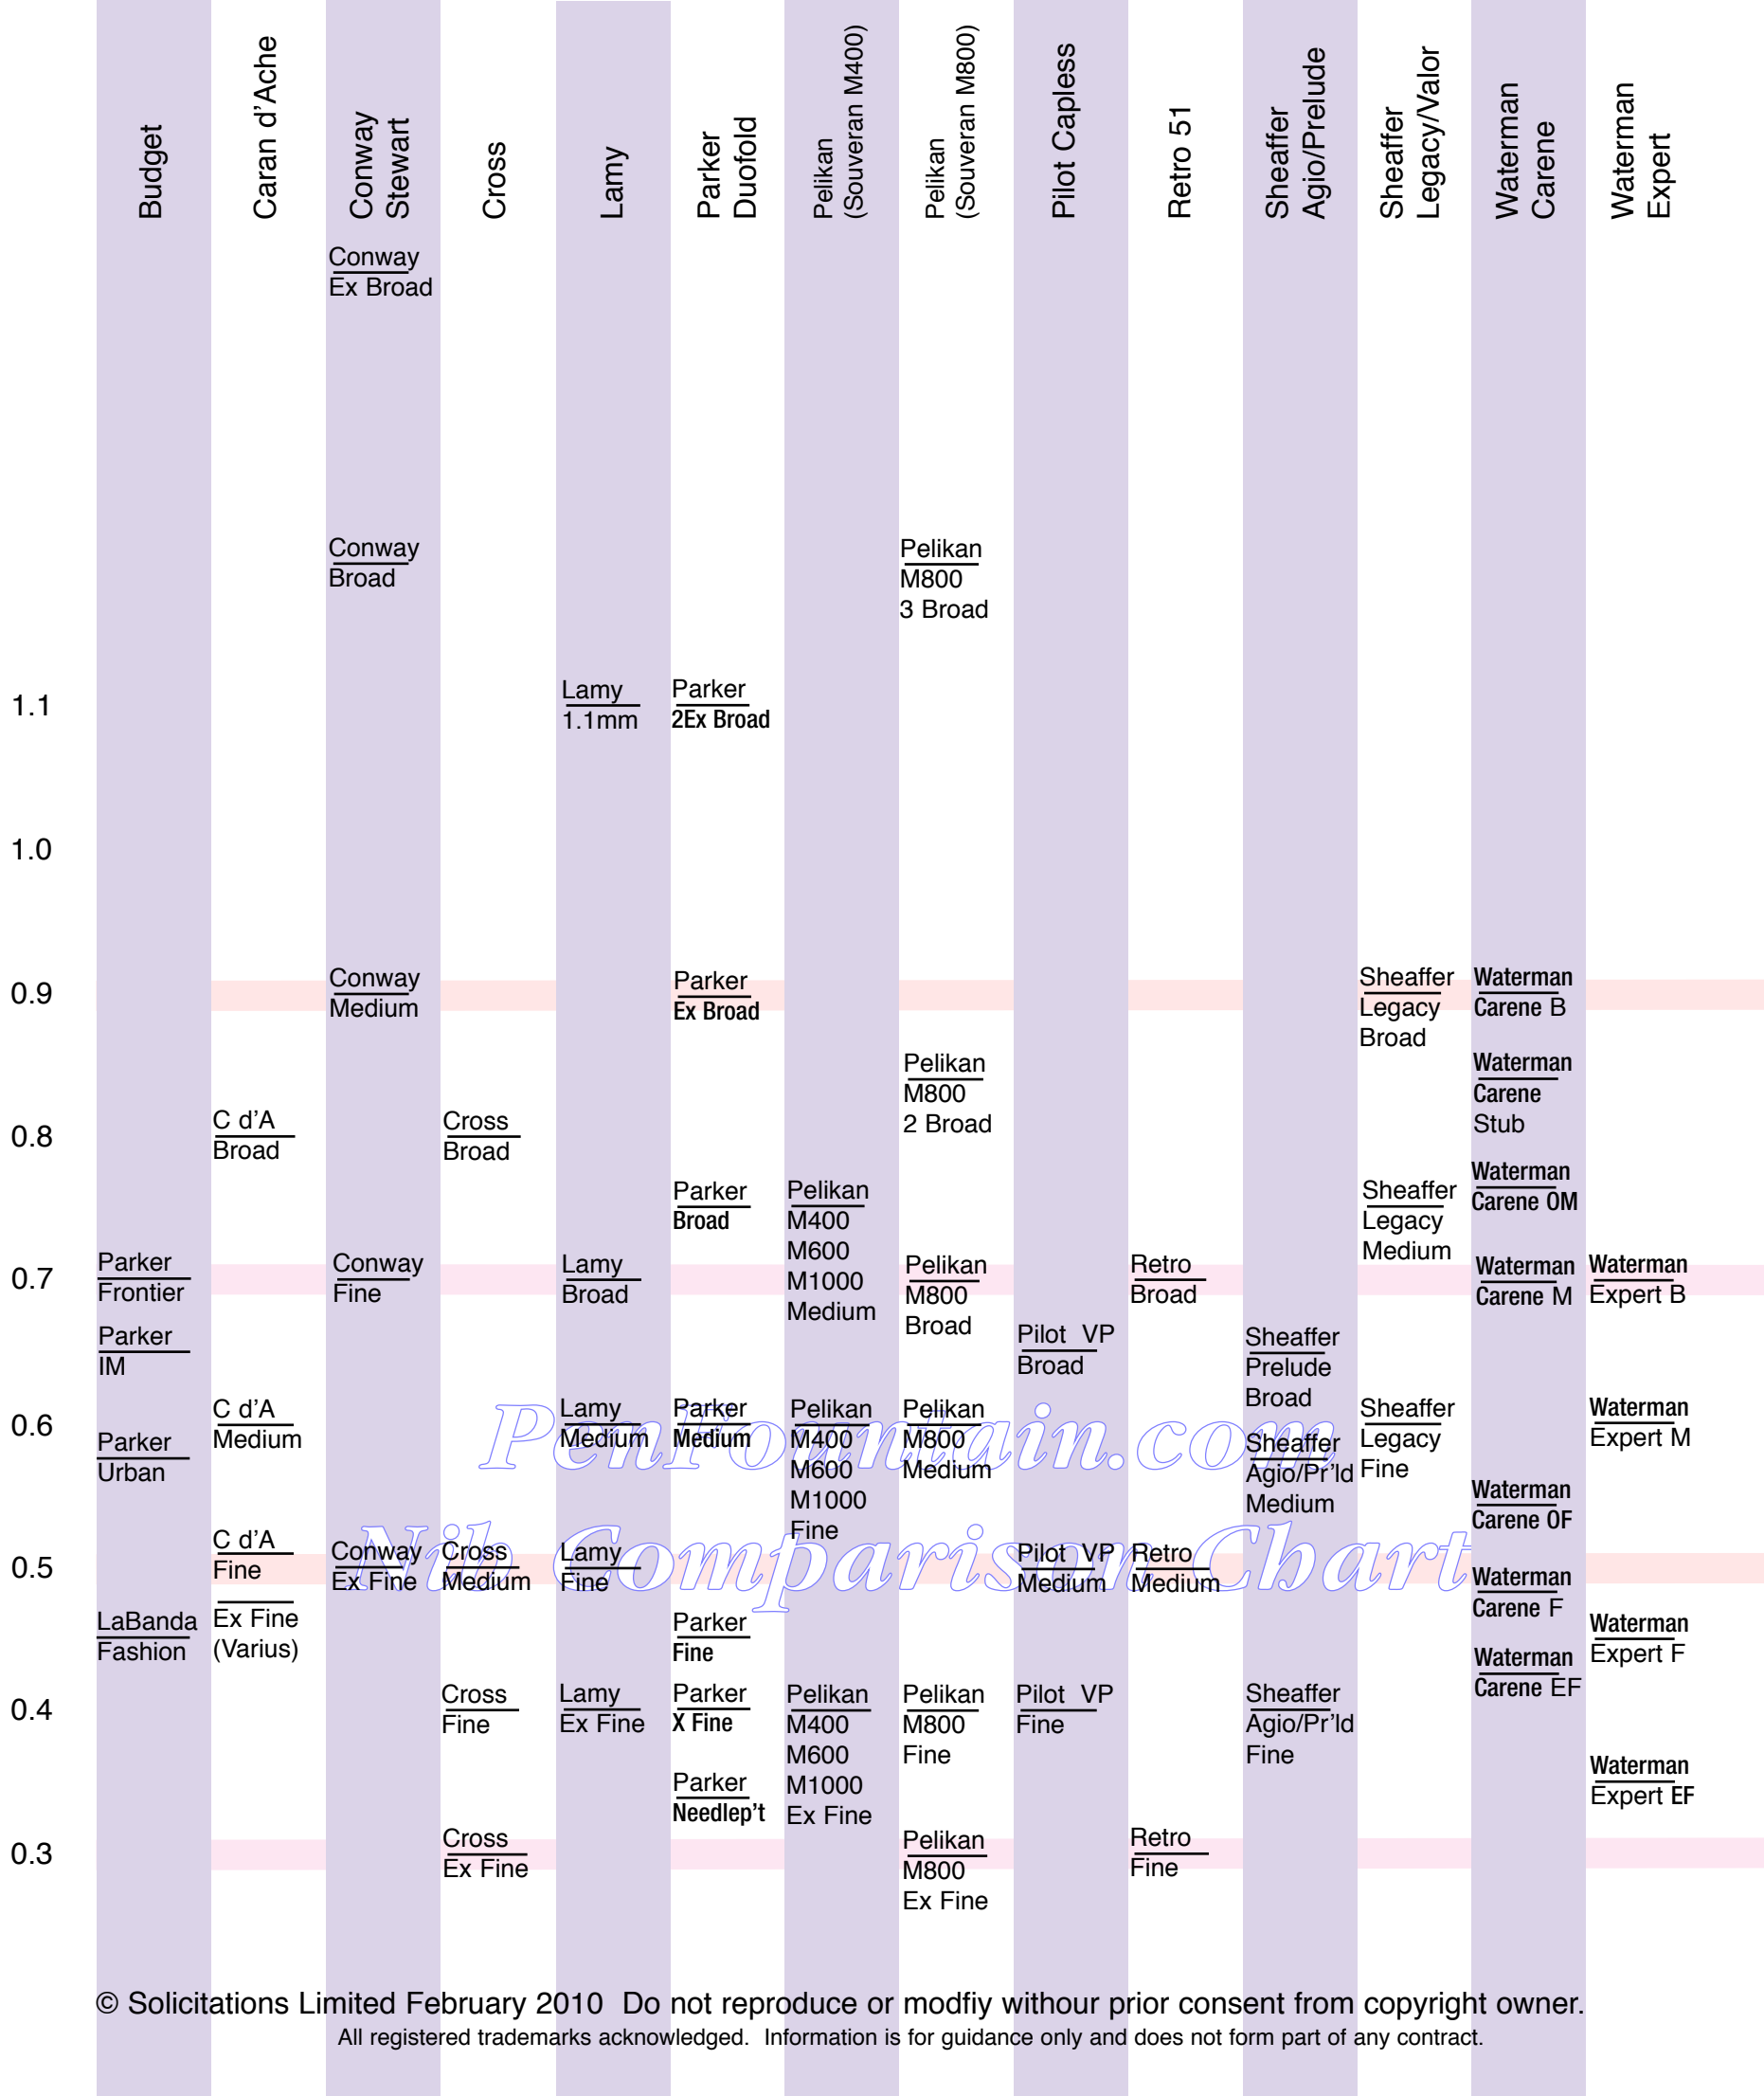 Budget
Caran d'Ache
Conway
Stewart
Cross
Lamy
Parker
Duofold
Pelikan
(Souveran M400)
Pelikan
(Souveran M800)
Pilot Capless
Retro 51
Sheaffer
Agio/Prelude
Sheaffer
Legacy/Valor
Waterman
Carene
Waterman
Expert
Conway
Ex Broad
Conway
Broad
Pelikan
M800
3 Broad
1.1
Lamy
1.1mm
Parker
2Ex Broad
1.0
0.9
Conway
Medium
Parker
Ex Broad
Sheaffer
Legacy
Broad
Waterman
Carene B
Pelikan
M800
2 Broad
Waterman
Carene
Stub
0.8
C d'A
Broad
Cross
Broad
Parker
Broad
Pelikan
M400
M600
M1000
Medium
Sheaffer
Legacy
Medium
Waterman
Carene OM
0.7
Parker
Frontier
Conway
Fine
Lamy
Broad
Pelikan
M800
Broad
Retro
Broad
Waterman
Carene M
Waterman
Expert B
Parker
IM
Pilot VP
Broad
Sheaffer
Prelude
Broad
0.6
C d'A
Medium
Lamy
Medium
Parker
Medium
Pelikan
M400
M600
M1000
Fine
Pelikan
M800
Medium
Sheaffer
Legacy
Fine
Waterman
Expert M
PenFountain.com
Parker
Urban
Sheaffer
Agio/Pr'ld
Medium
Waterman
Carene OF
Nib Comparison Chart
0.5
C d'A
Fine
Conway
Ex Fine
Cross
Medium
Lamy
Fine
Pilot VP
Medium
Retro
Medium
Waterman
Carene F
Ex Fine
(Varius)
LaBanda
Fashion
Parker
Fine
Waterman
Expert F
Waterman
Carene EF
0.4
Cross
Fine
Lamy
Ex Fine
Parker
X Fine
Pelikan
M400
M600
M1000
Ex Fine
Pelikan
M800
Fine
Pilot VP
Fine
Sheaffer
Agio/Pr'ld
Fine
Parker
Needlep't
Waterman
Expert EF
0.3
Cross
Ex Fine
Pelikan
M800
Ex Fine
Retro
Fine
© Solicitations Limited February 2010 Do not reproduce or modfiy withour prior consent from copyright owner.
All registered trademarks acknowledged. Information is for guidance only and does not form part of any contract.